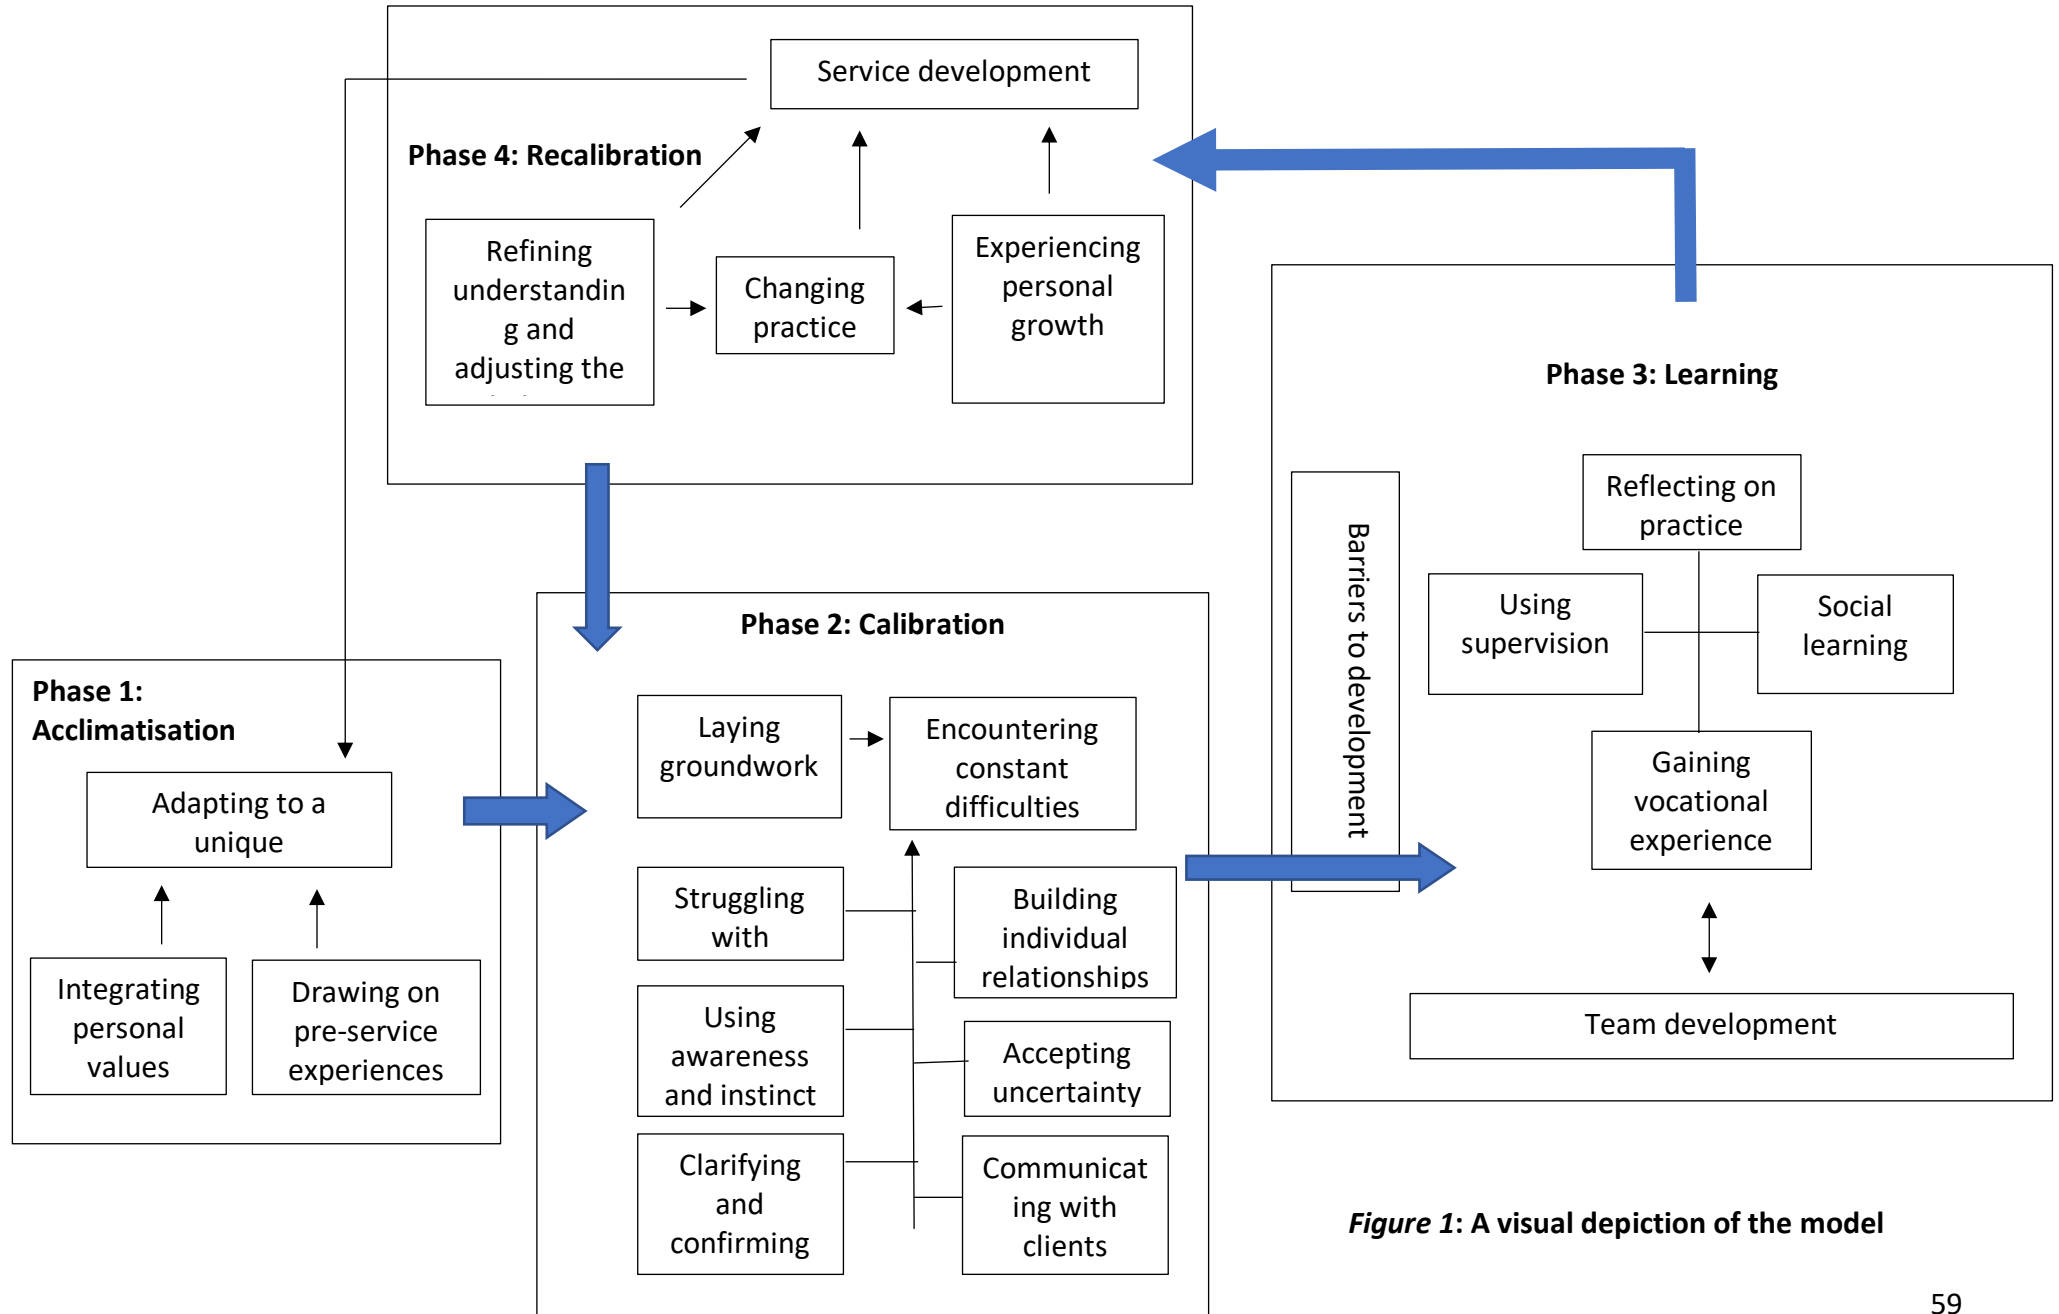 Service development
Phase 4: Recalibration
Refining
understandin
g and
adjusting the
Changing
practice
Experiencing
personal
growth
Phase 3: Learning
Reflecting on
practice
Using
supervision
Social
learning
Gaining
vocational
experience
Team development
Barriers to development
Phase 2: Calibration
Laying
groundwork
Encountering
constant
difficulties
Struggling
with
Building
individual
relationships
Using
awareness
and instinct
Accepting
uncertainty
Clarifying
and
confirming
Communicat
ing with
clients
Phase 1:
Acclimatisation
Adapting to a
unique
Integrating
personal
values
Drawing on
pre-service
experiences
Figure 1: A visual depiction of the model
59